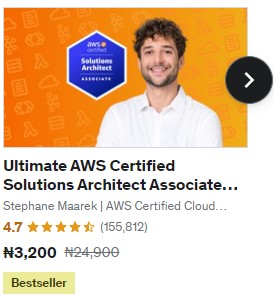 aws
certified
Solutions
Architect
ASSOCIATE
Ultimate AWS Certified
Solutions Architect Associate...
Stephane Maarek | AWS Certified Cloud...
4.7 (155,812)
₦3,200 ₦24,900
Bestseller